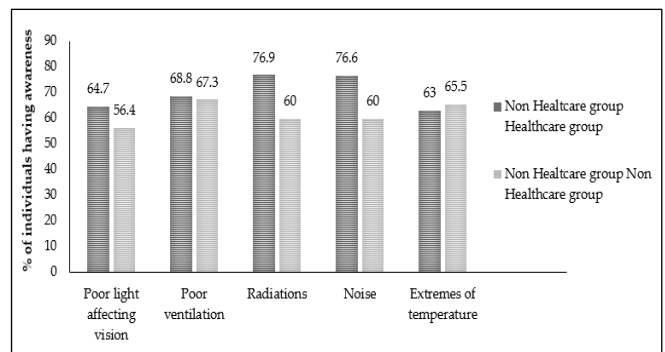 % of individuals having awareness
90
80
70
60
50
40
30
20
10
0
64.7
56.4
68.8
67.3
76.9
60
76.6
60
63
65.5
Poor light
affecting
vision
Poor
ventilation
Radiations
Noise
Extremes of
temperature
Non Healtcare group
Healthcare group
Non Healtcare group Non
Healthcare group